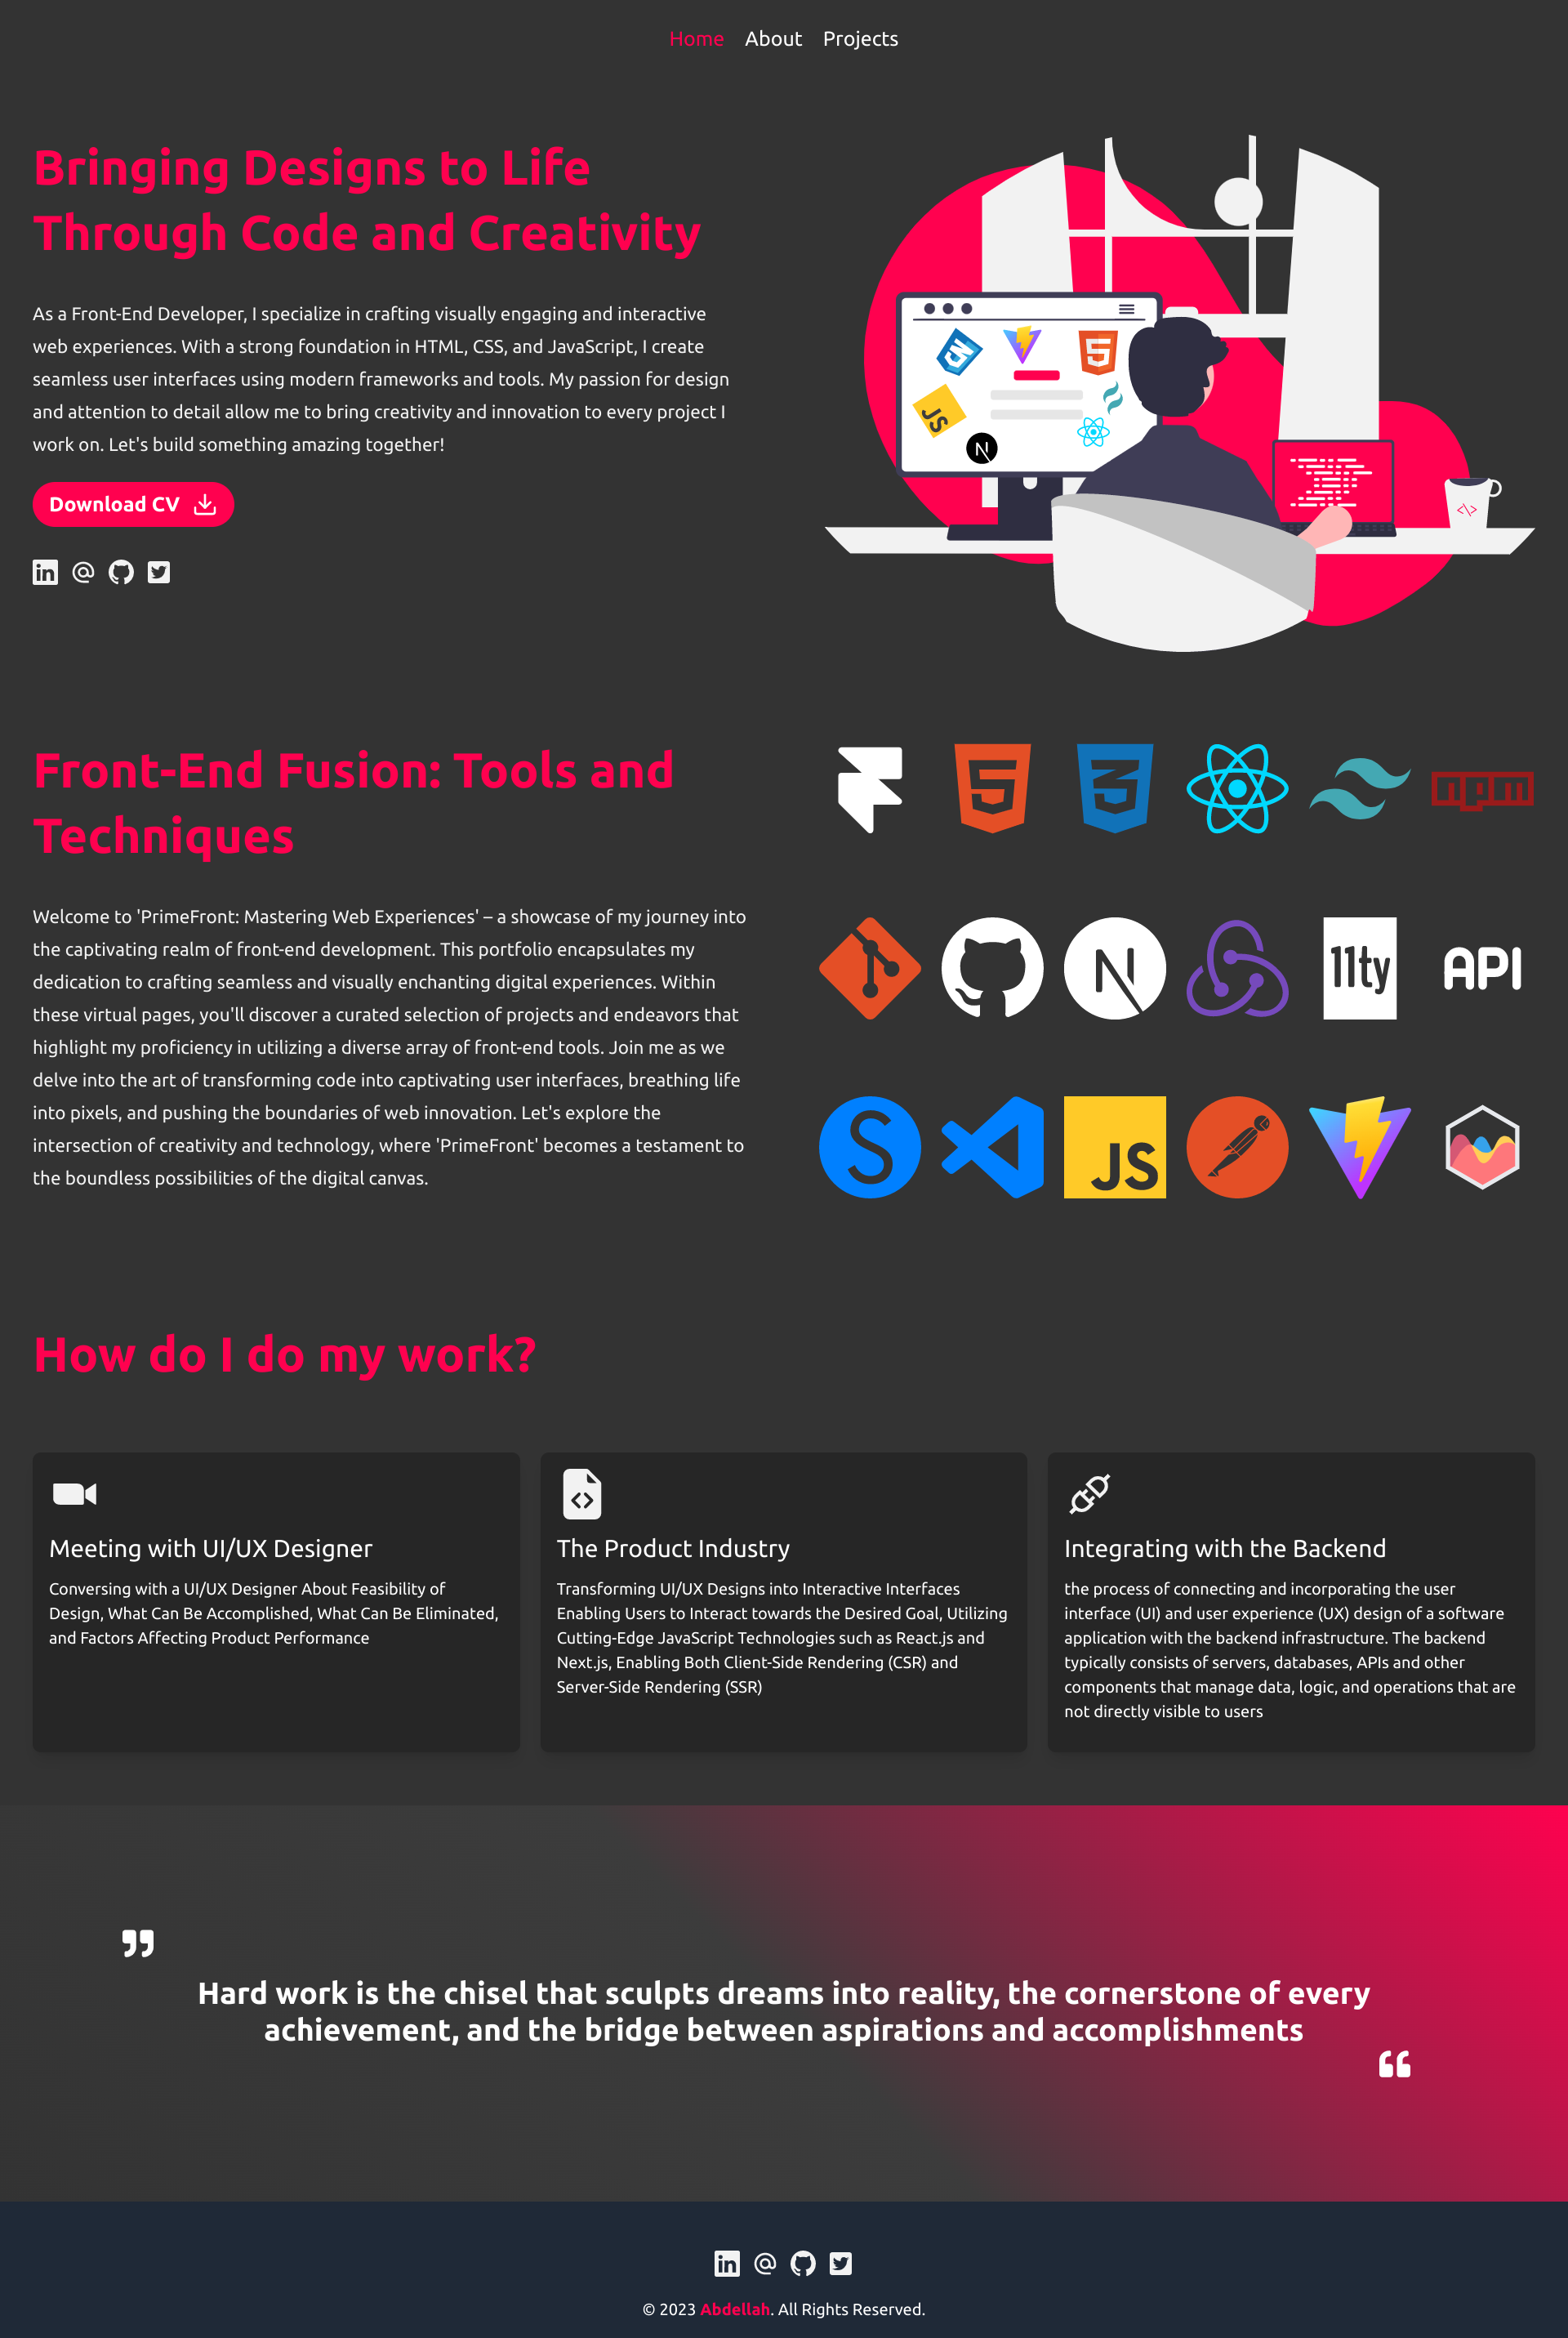 Home About Projects
Bringing Designs to Life
Through Code and Creativity
As a Front-End Developer, I specialize in crafting visually engaging and interactive
web experiences. With a strong foundation in HTML, CSS, and JavaScript, I create
seamless user interfaces using modern frameworks and tools. My passion for design
and attention to detail allow me to bring creativity and innovation to every project I
work on. Let's build something amazing together!
Download CV
in
JS
N
5
3
<\>
Front-End Fusion: Tools and
Techniques
Welcome to 'PrimeFront: Mastering Web Experiences' – a showcase of my journey into
the captivating realm of front-end development. This portfolio encapsulates my
dedication to crafting seamless and visually enchanting digital experiences. Within
these virtual pages, you'll discover a curated selection of projects and endeavors that
highlight my proficiency in utilizing a diverse array of front-end tools. Join me as we
delve into the art of transforming code into captivating user interfaces, breathing life
into pixels, and pushing the boundaries of web innovation. Let's explore the
intersection of creativity and technology, where 'PrimeFront' becomes a testament to
the boundless possibilities of the digital canvas.
5
3
npm
N
11ty
API
S
JS
How do I do my work?
Meeting with UI/UX Designer
Conversing with a UI/UX Designer About Feasibility of
Design, What Can Be Accomplished, What Can Be Eliminated,
and Factors Affecting Product Performance
The Product Industry
Transforming UI/UX Designs into Interactive Interfaces
Enabling Users to Interact towards the Desired Goal, Utilizing
Cutting-Edge JavaScript Technologies such as React.js and
Next.js, Enabling Both Client-Side Rendering (CSR) and
Server-Side Rendering (SSR)
Integrating with the Backend
the process of connecting and incorporating the user
interface (UI) and user experience (UX) design of a software
application with the backend infrastructure. The backend
typically consists of servers, databases, APIs and other
components that manage data, logic, and operations that are
not directly visible to users
Hard work is the chisel that sculpts dreams into reality, the cornerstone of every
achievement, and the bridge between aspirations and accomplishments
in
© 2023 Abdellah. All Rights Reserved.